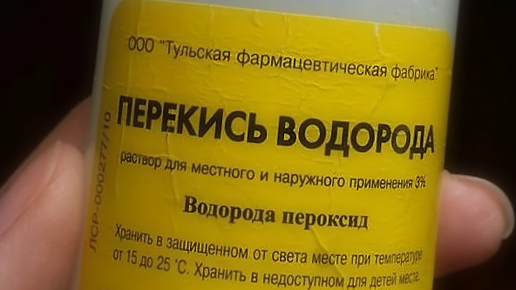 ООО "Тульская фармацевтическая фабрика"
ПЕРЕКИСЬ ВОДОРОДА
раствор для местного и наружного применения 3%
Водорода пероксид
Хранить в защищенном от света месте при температуре
от 15 до 25 °С. Хранить в недоступном для детей месте.
ЛСР-000277/10